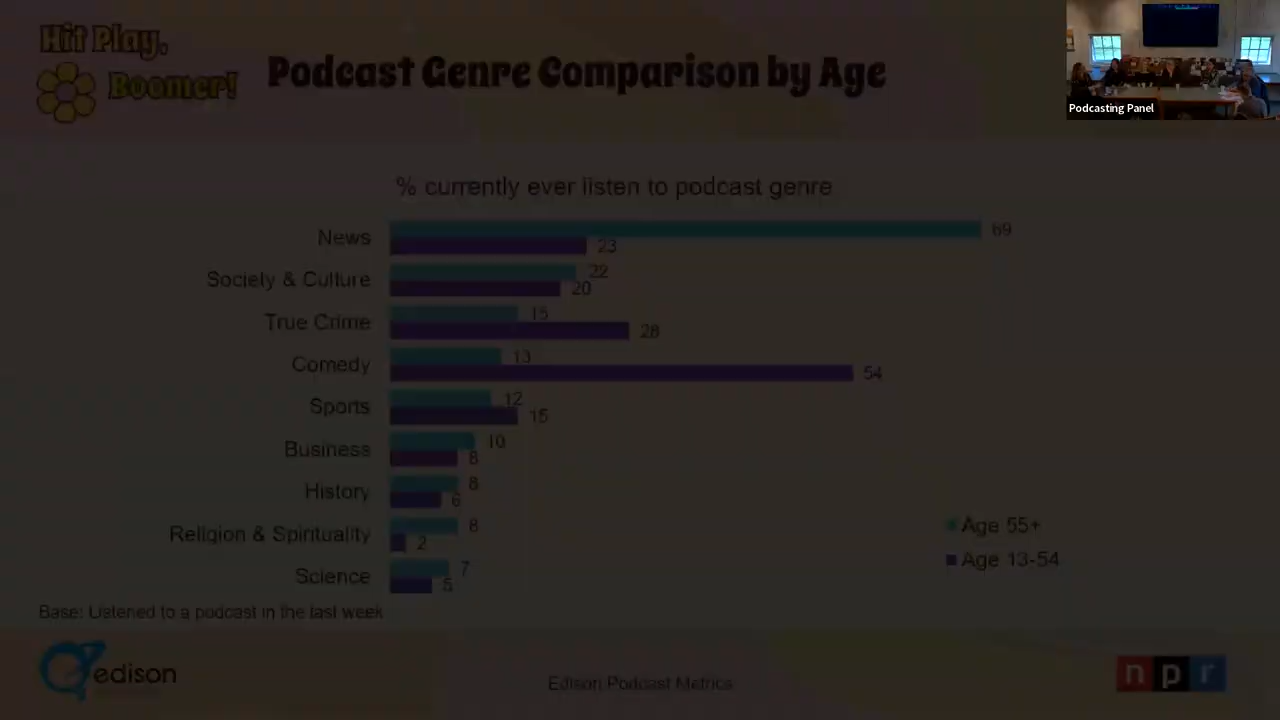 Hit Play,
Boomer!
Podcast Genre Comparison by Age
Podcasting Panel
% currently ever listen to podcast genre
News 69
23
Society & Culture 22
20
True Crime 15
28
Comedy 13
54
Sports 12
15
Business 10
8
History 8
6
Religion & Spirituality 8
2
Science 7
5
Age 55+
Age 13-54
Base: Listened to a podcast in the last week
edison
Edison Podcast Metrics
npr